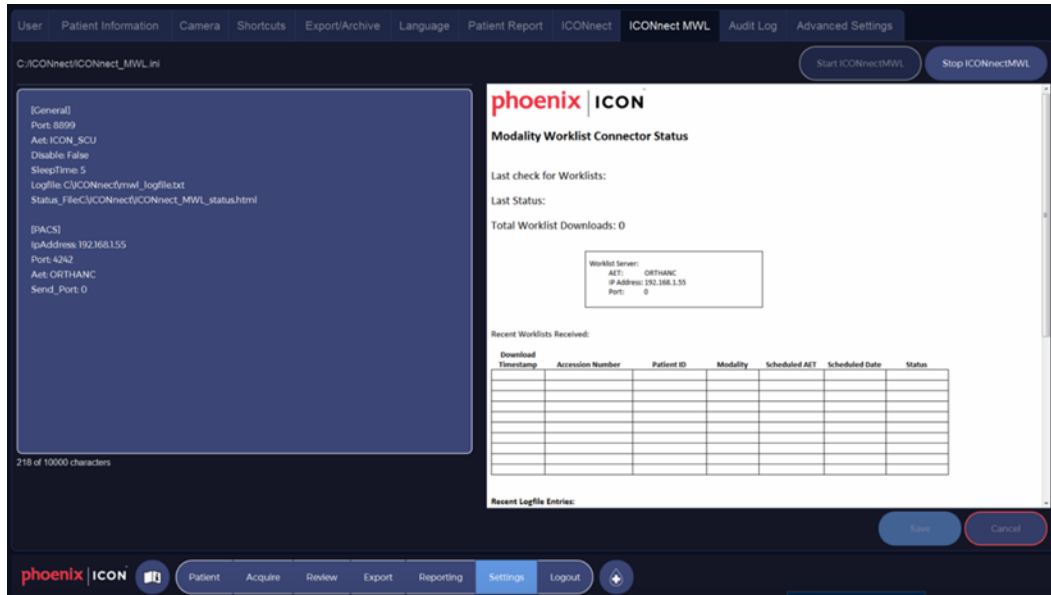 User Patient Information Camera Shortcuts Export/Archive Language Patient Report ICONnect ICONnect MWL Audit Log Advanced Settings
C:/ICONnect/ICONnect_MWL.ini
Start ICONnectMWL Stop ICONnectMWL
[General]
Port: 8899
Aet: ICON_SCU
Disable: False
SleepTime: 5
Logfile: C:\ICONnect\mwl_logfile.txt
Status_File:C:\ICONnect\ICONnect_MWL_status.html
[PACS]
IpAddress: 192.168.1.55
Port: 4242
Aet: ORTHANC
Send_Port: 0
218 of 10000 characters
phoenix | ICON
Modality Worklist Connector Status
Last check for Worklists:
Last Status:
Total Worklist Downloads: 0
Worklist Server:
AET: ORTHANC
IP Address: 192.168.1.55
Port: 0
Recent Worklists Received:
Download
Timestamp Accession Number Patient ID Modality Scheduled AET Scheduled Date Status
Recent Logfile Entries:
Save Cancel
phoenix | ICON Patient Acquire Review Export Reporting Settings Logout